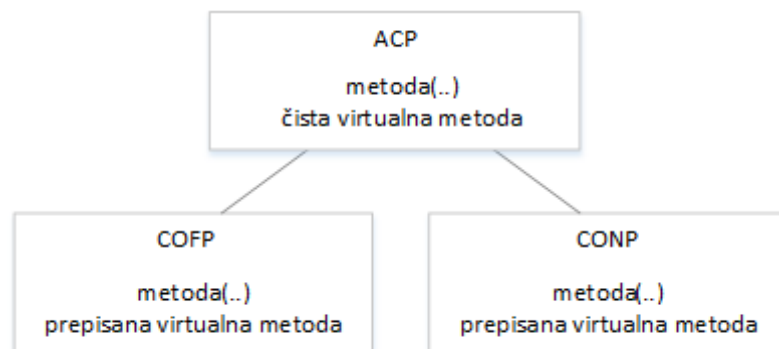 ACP
metoda(..)
čista virtualna metoda
COFP
metoda(..)
prepisana virtualna metoda
CONP
metoda(..)
prepisana virtualna metoda